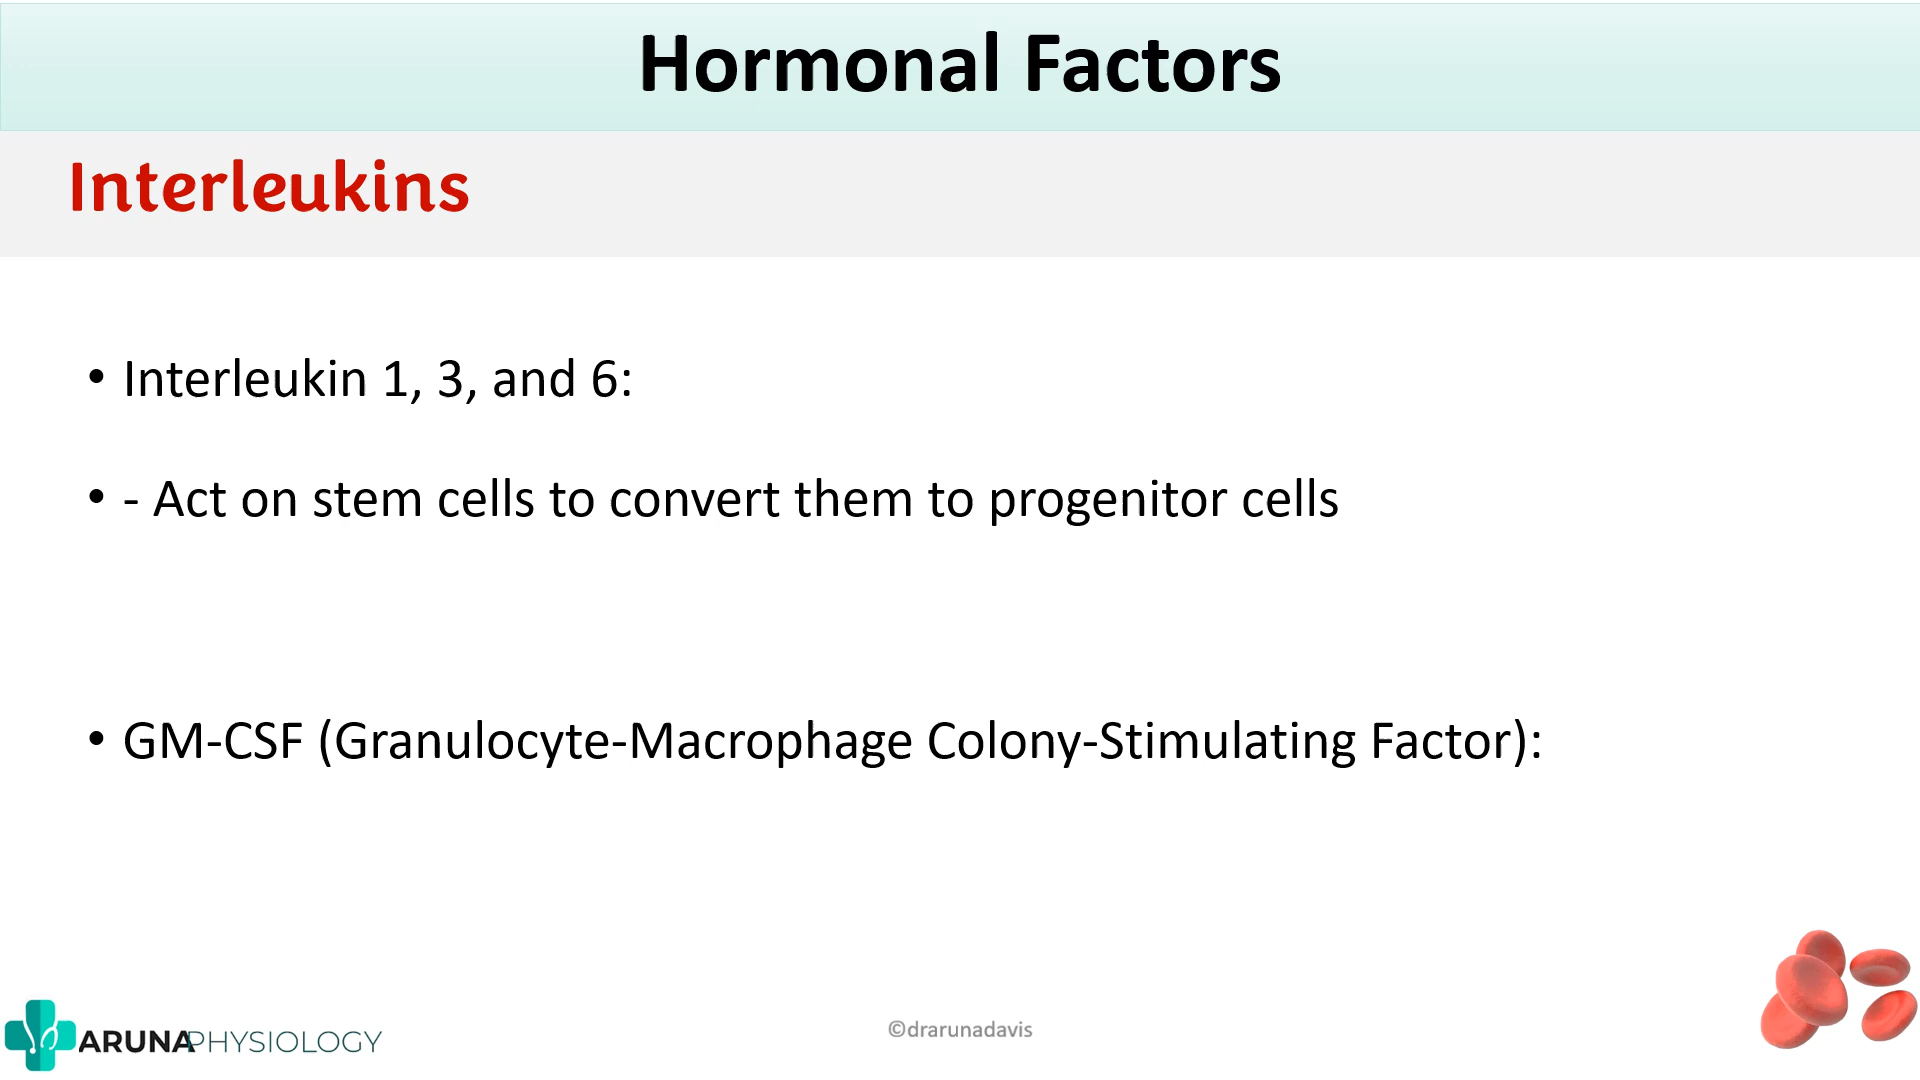 Hormonal Factors
Interleukins
• Interleukin 1, 3, and 6:
• - Act on stem cells to convert them to progenitor cells
• GM-CSF (Granulocyte-Macrophage Colony-Stimulating Factor):
ARUNAPHYSIOLOGY
©drarunadavis